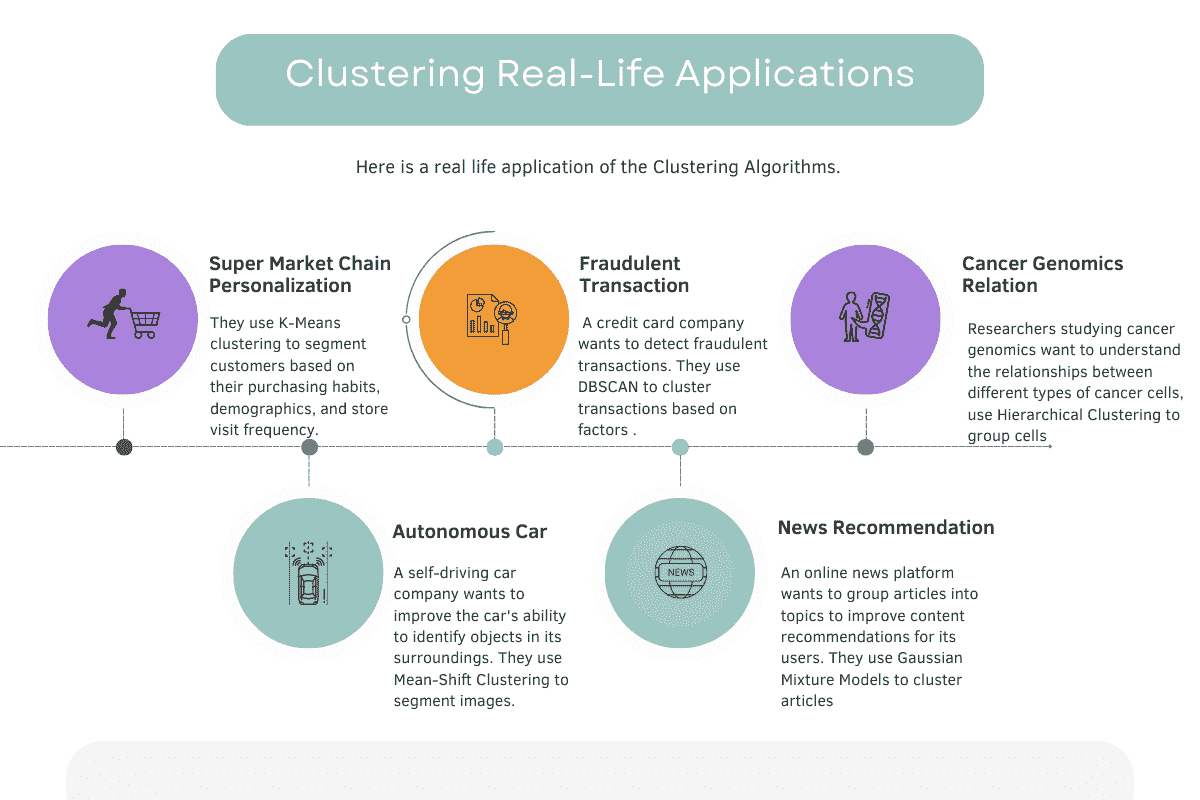 Clustering Real-Life Applications
Here is a real life application of the Clustering Algorithms.
Super Market Chain
Personalization
They use K-Means
clustering to segment
customers based on
their purchasing habits,
demographics, and store
visit frequency.
Fraudulent
Transaction
A credit card company
wants to detect fraudulent
transactions. They use
DBSCAN to cluster
transactions based on
factors .
Cancer Genomics
Relation
Researchers studying cancer
genomics want to understand
the relationships between
different types of cancer cells,
use Hierarchical Clustering to
group cells
Autonomous Car
A self-driving car
company wants to
improve the car's ability
to identify objects in its
surroundings. They use
Mean-Shift Clustering to
segment images.
NEWS
News Recommendation
An online news platform
wants to group articles into
topics to improve content
recommendations for its
users. They use Gaussian
Mixture Models to cluster
articles